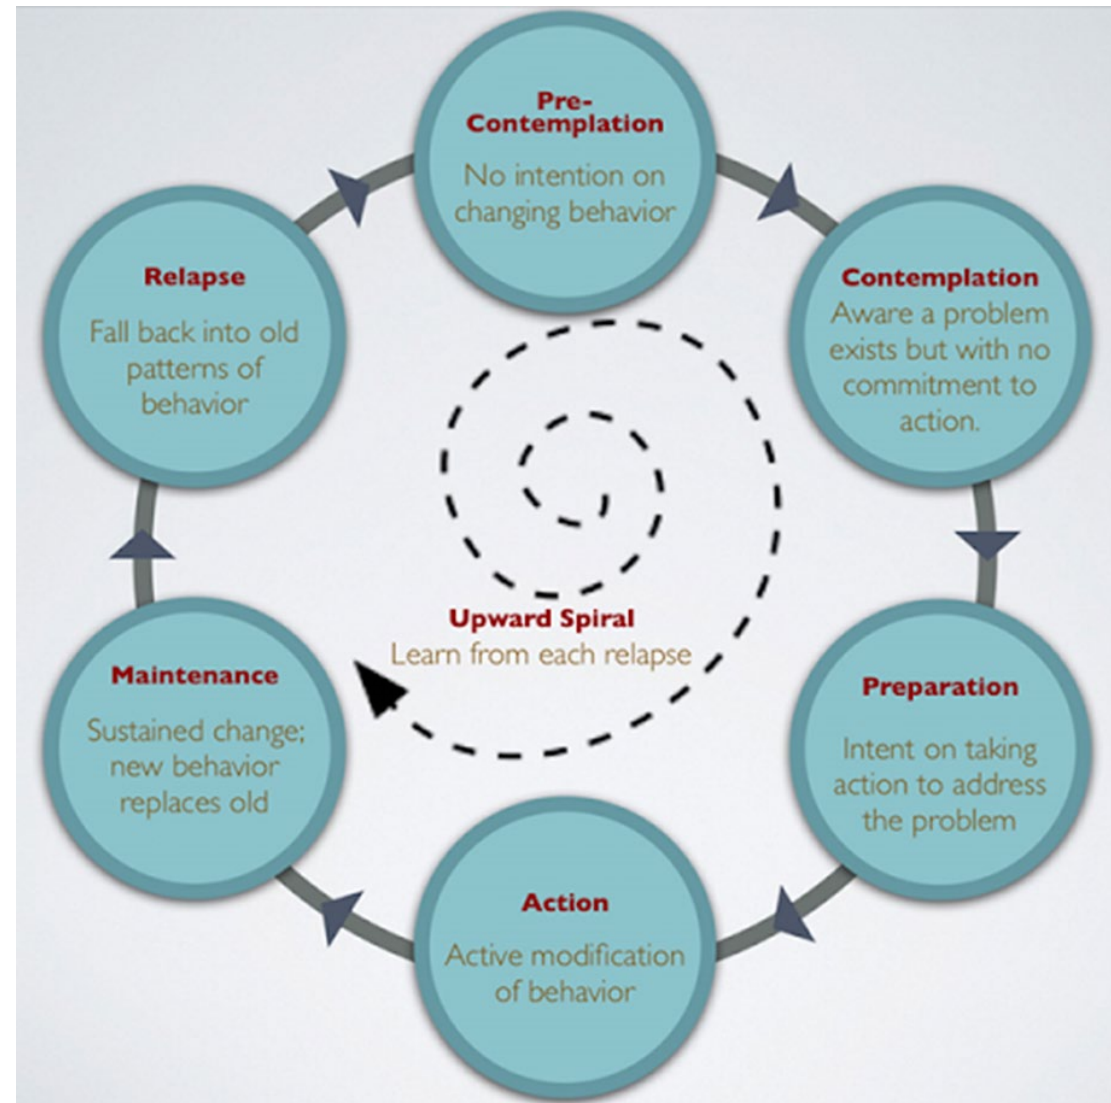 Pre-
Contemplation
No intention on
changing behavior
Contemplation
Aware a problem
exists but with no
commitment to
action.
Preparation
Intent on taking
action to address
the problem
Action
Active modification
of behavior
Maintenance
Sustained change;
new behavior
replaces old
Relapse
Fall back into old
patterns of
behavior
Upward Spiral
Learn from each relapse